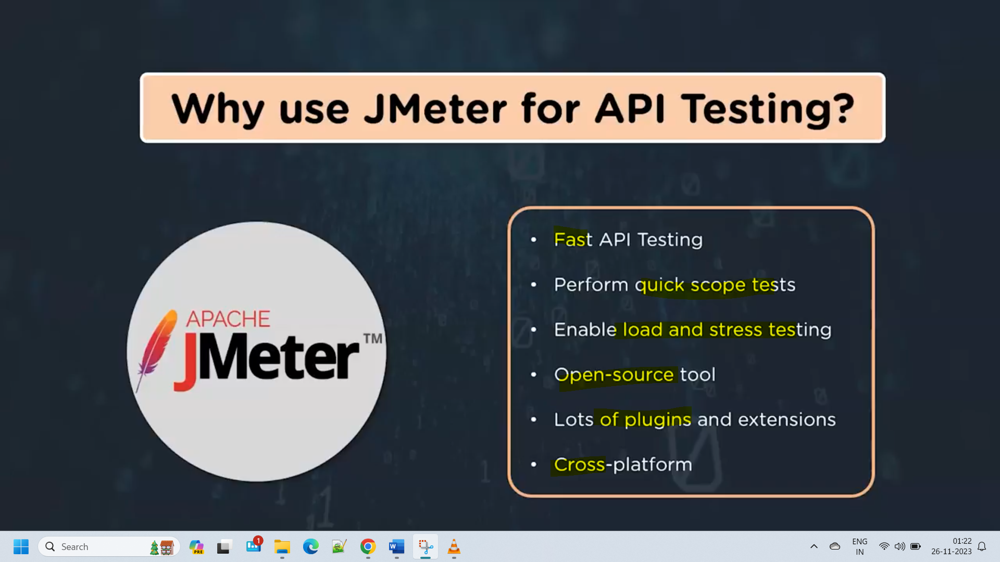 Why use JMeter for API Testing?
APACHE
JMeter™
• Fast API Testing
• Perform quick scope tests
• Enable load and stress testing
• Open-source tool
• Lots of plugins and extensions
• Cross-platform
Search
PRE
1
W
ENG
IN
01:22
26-11-2023